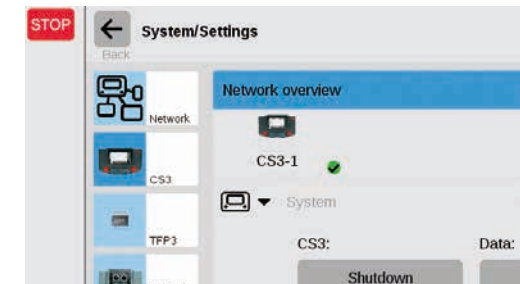 STOP
System/Settings
Back
Network
Network overview
CS3-1
CS3
System
TFP3
CS3:
Data:
Shutdown